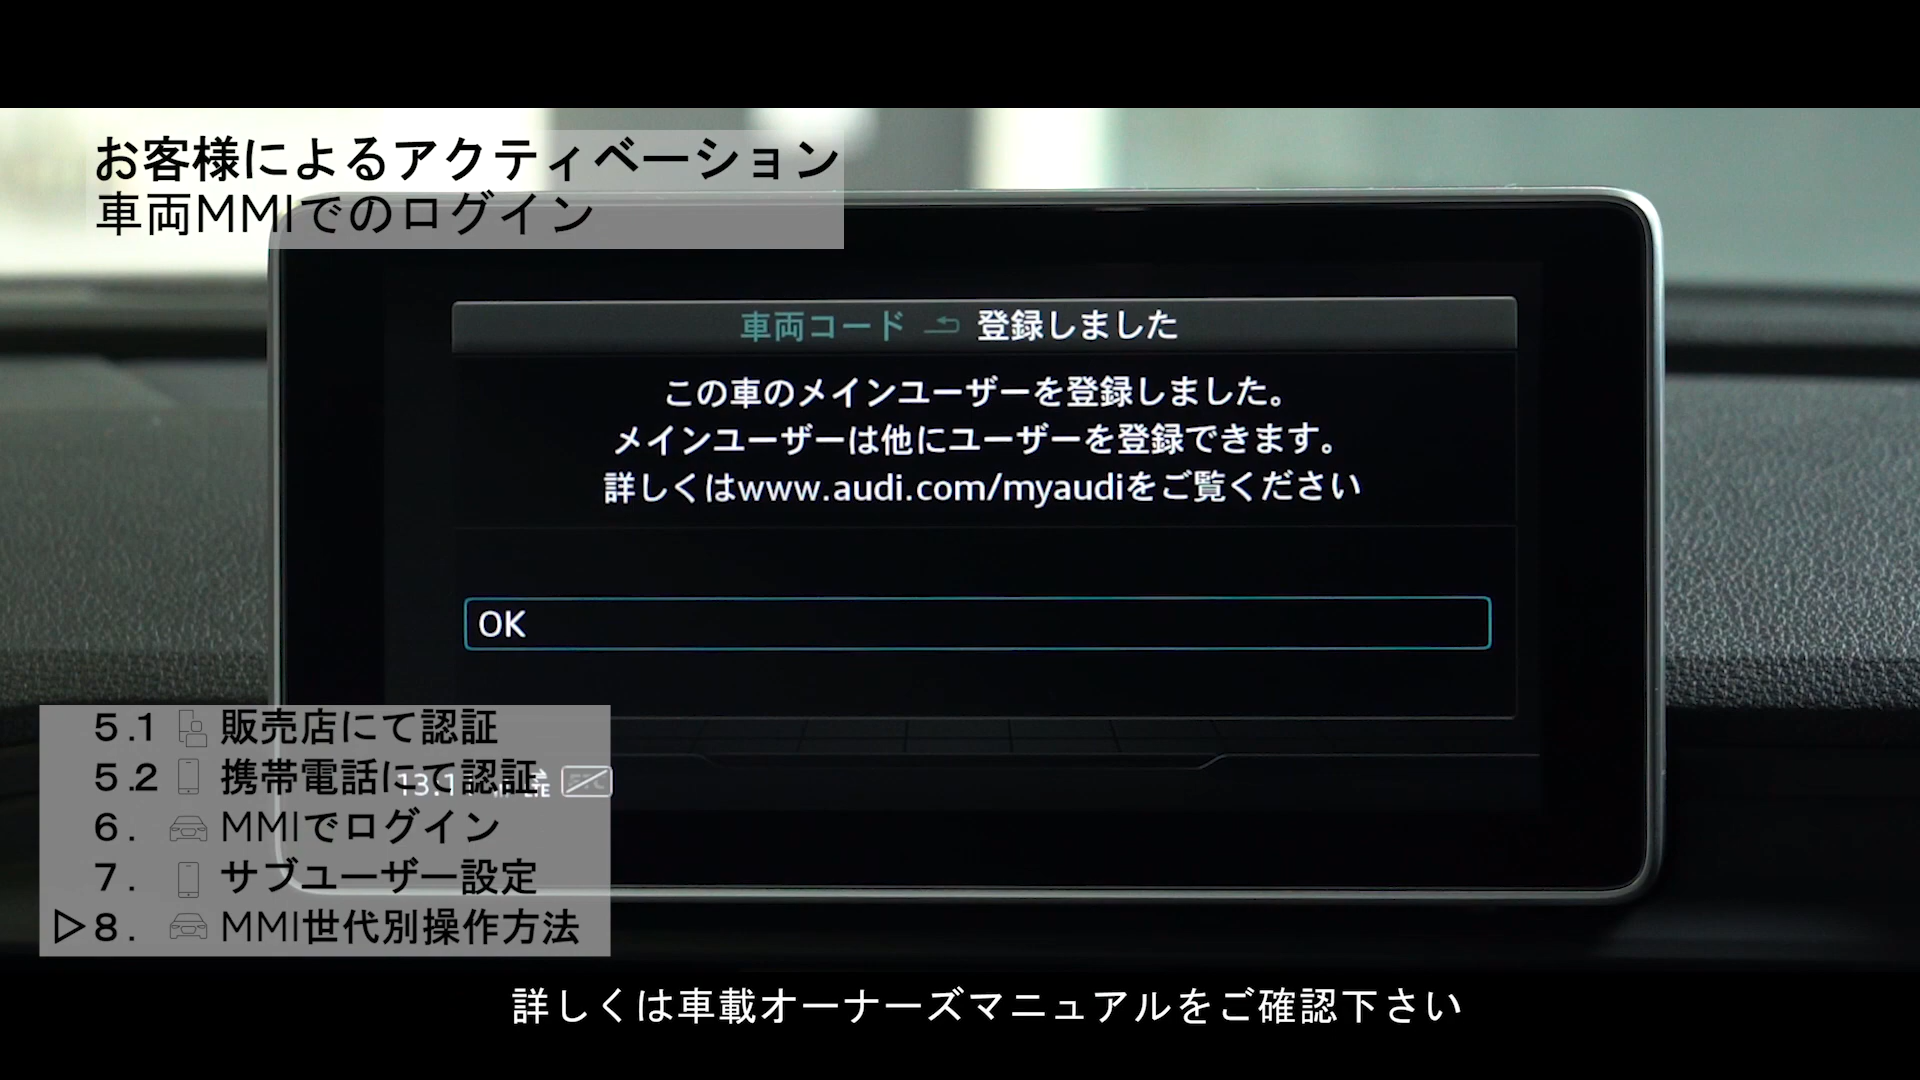 お客様によるアクティベーション
車両MMIでのログイン
車両コード 登録しました
この車のメインユーザーを登録しました。
メインユーザーは他にユーザーを登録できます。
詳しくはwww.audi.com/myaudiをご覧ください
OK
5.1 販売店にて認証
5.2 携帯電話にて認証
6. MMIでログイン
7. サブユーザー設定
▷8. MMI世代別操作方法
詳しくは車載オーナーズマニュアルをご確認下さい